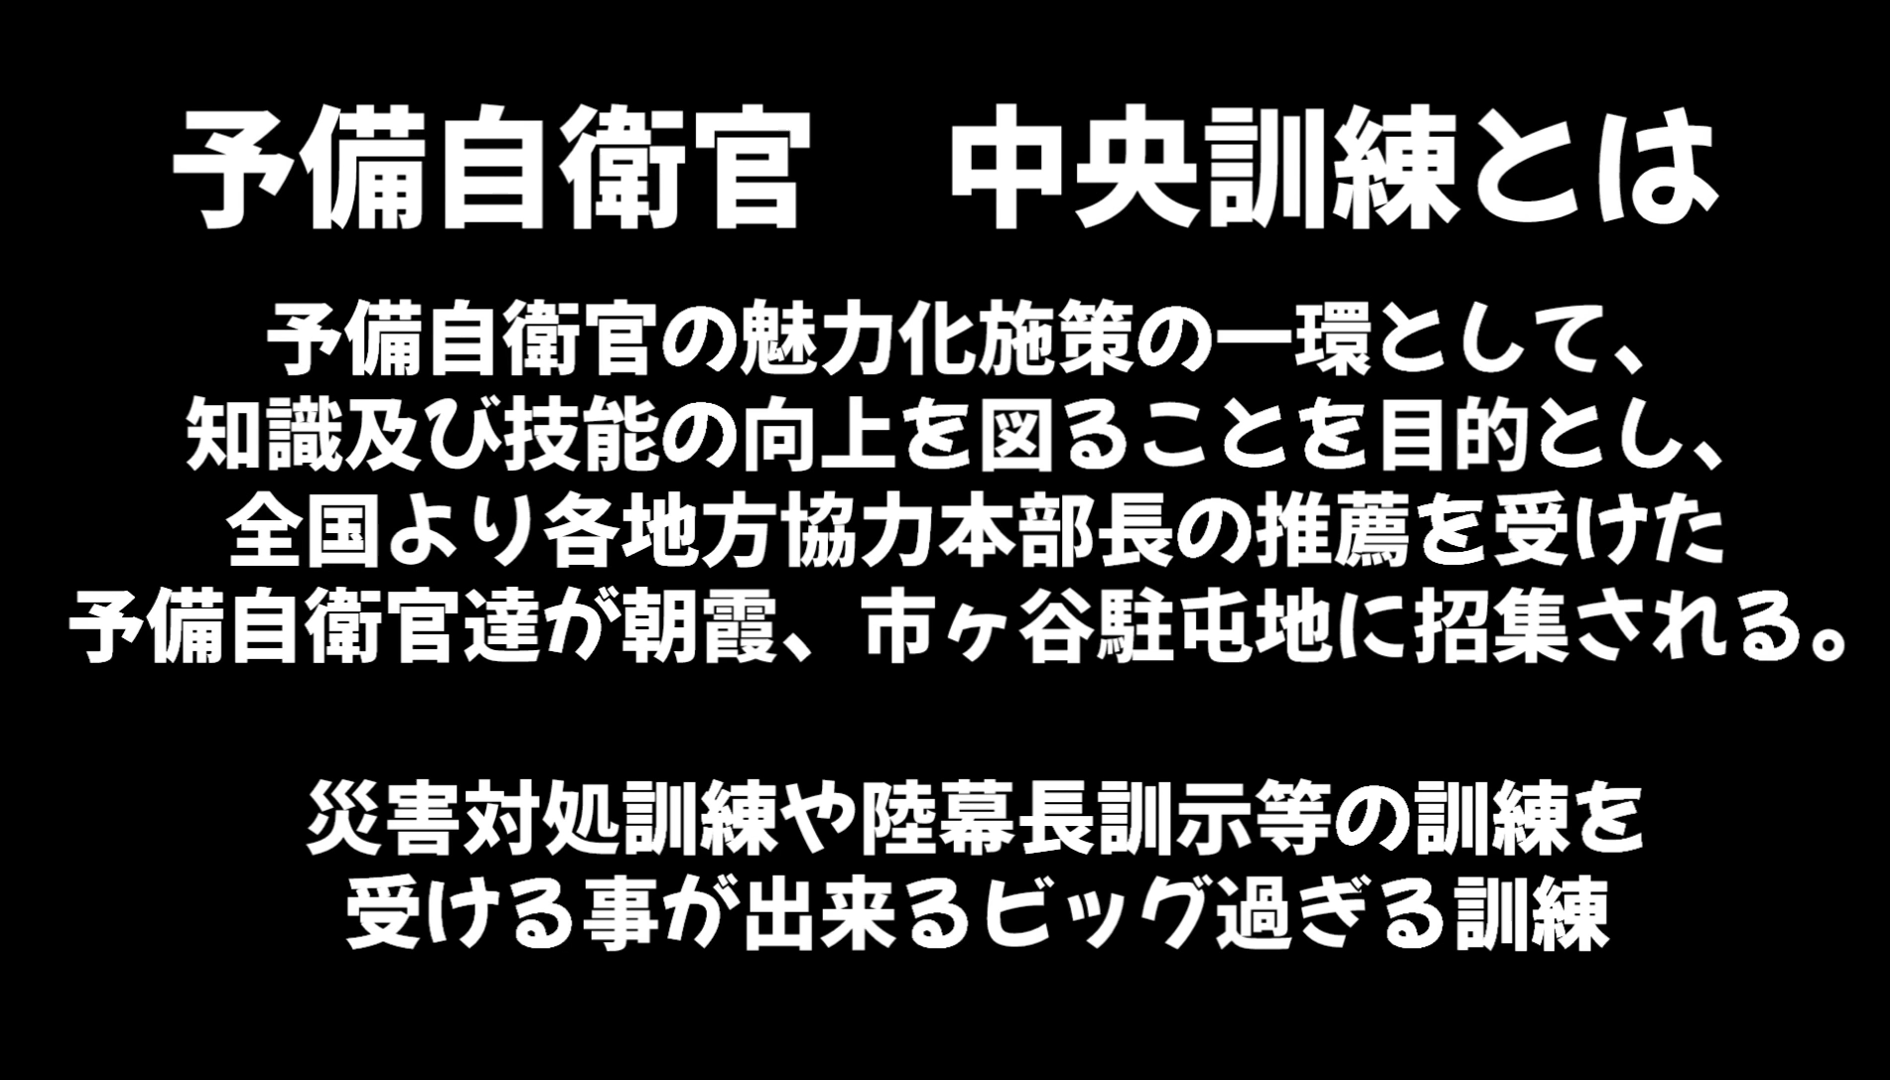 予備自衛官　中央訓練とは
予備自衛官の魅力化施策の一環として、
知識及び技能の向上を図ることを目的とし、
全国より各地方協力本部長の推薦を受けた
予備自衛官達が朝霞、市ヶ谷駐屯地に招集される。
災害対処訓練や陸幕長訓示等の訓練を
受ける事が出来るビッグ過ぎる訓練